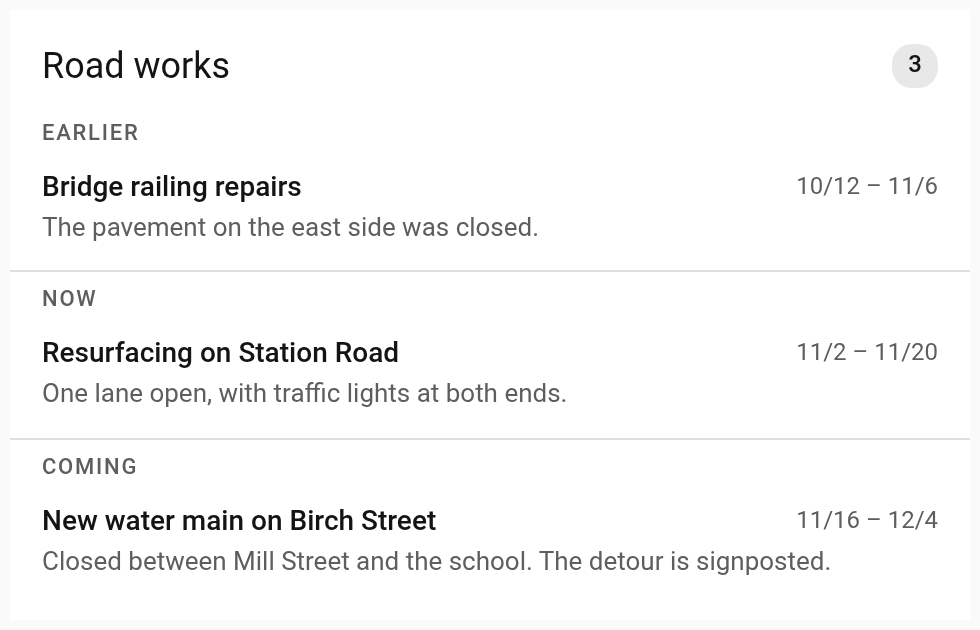 Road works 3
EARLIER
Bridge railing repairs 10/12 – 11/6
The pavement on the east side was closed.
NOW
Resurfacing on Station Road 11/2 – 11/20
One lane open, with traffic lights at both ends.
COMING
New water main on Birch Street 11/16 – 12/4
Closed between Mill Street and the school. The detour is signposted.